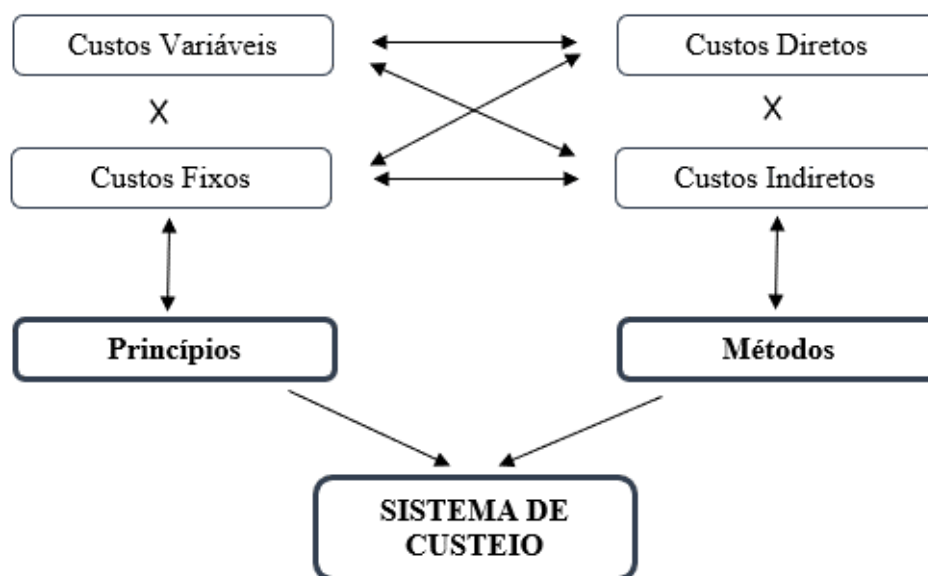 Custos Variáveis
Custos Diretos
X
X
Custos Fixos
Custos Indiretos
Princípios
Métodos
SISTEMA DE
CUSTEIO